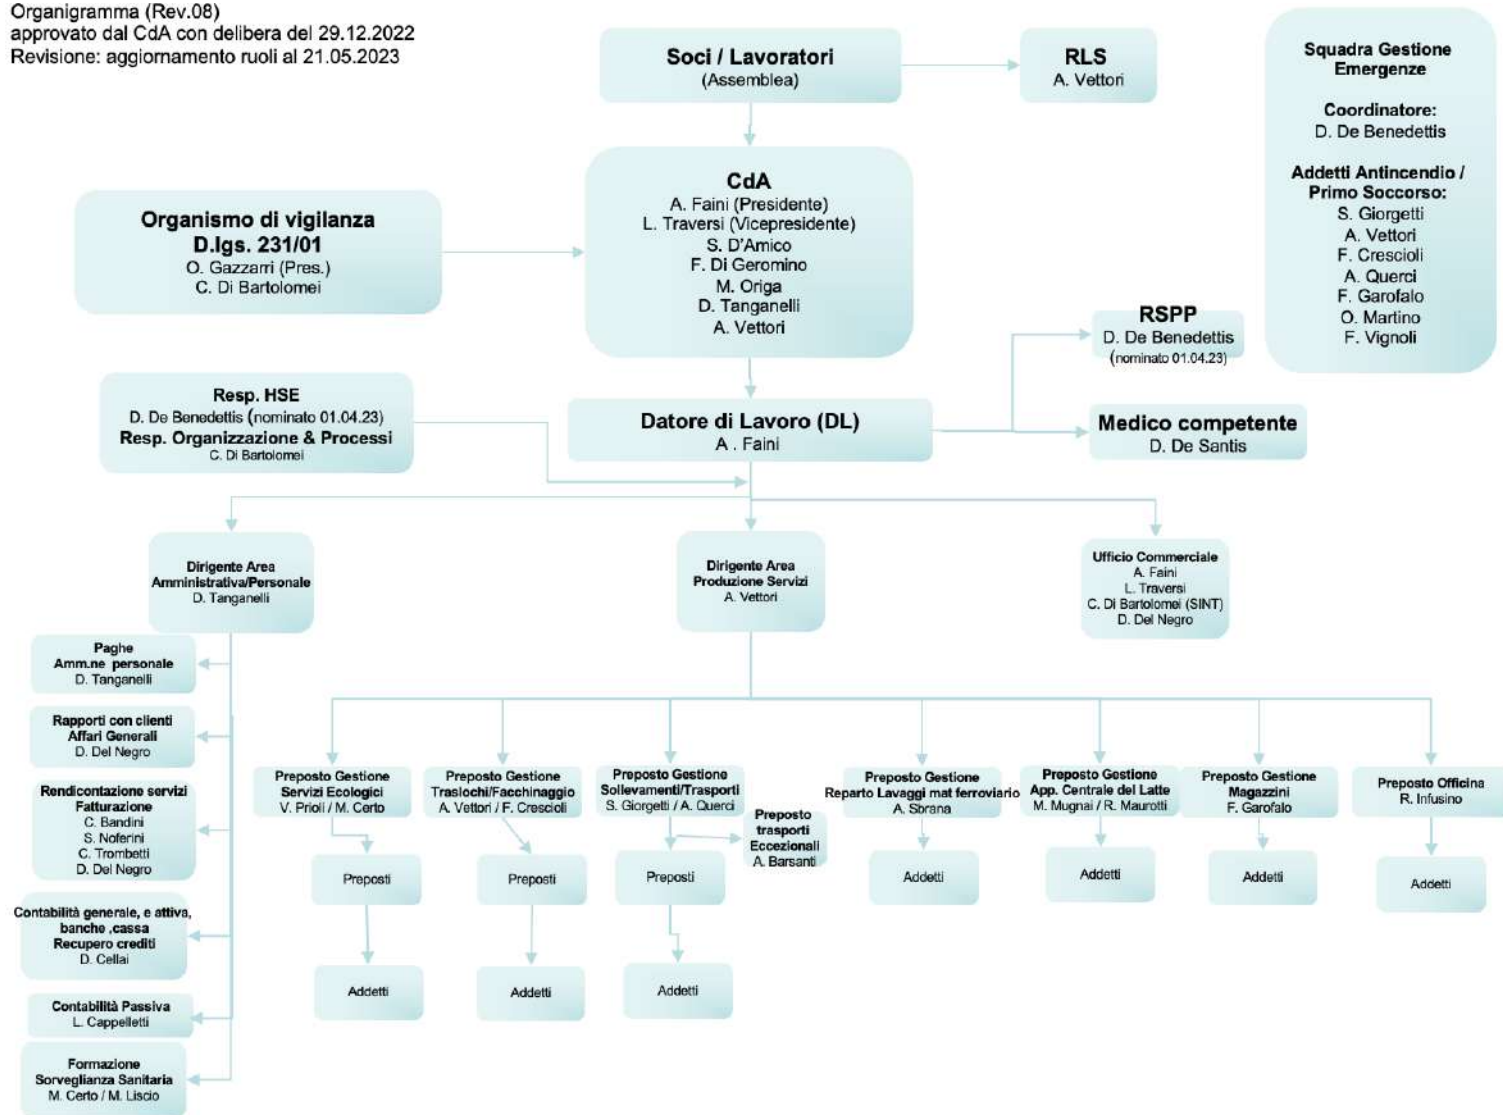 Organigramma (Rev.08)
approvato dal CdA con delibera del 29.12.2022
Revisione: aggiornamento ruoli al 21.05.2023
Soci / Lavoratori
(Assemblea)
RLS
A. Vettori
Squadra Gestione
Emergenze
Coordinatore:
D. De Benedettis
Addetti Antincendio /
Primo Soccorso:
S. Giorgetti
A. Vettori
F. Crescioli
A. Querci
F. Garofalo
O. Martino
F. Vignoli
CdA
A. Faini (Presidente)
L. Traversi (Vicepresidente)
S. D'Amico
F. Di Geromino
M. Origa
D. Tanganelli
A. Vettori
Organismo di vigilanza
D.lgs. 231/01
O. Gazzarri (Pres.)
C. Di Bartolomei
RSPP
D. De Benedettis
(nominato 01.04.23)
Resp. HSE
D. De Benedettis (nominato 01.04.23)
Resp. Organizzazione & Processi
C. Di Bartolomei
Datore di Lavoro (DL)
A . Faini
Medico competente
D. De Santis
Dirigente Area
Amministrativa/Personale
D. Tanganelli
Dirigente Area
Produzione Servizi
A. Vettori
Ufficio Commerciale
A. Faini
L. Traversi
C. Di Bartolomei (SINT)
D. Del Negro
Paghe
Amm.ne personale
D. Tanganelli
Rapporti con clienti
Affari Generali
D. Del Negro
Rendicontazione servizi
Fatturazione
C. Bandini
S. Noferini
C. Trombetti
D. Del Negro
Contabilità generale, e attiva,
banche ,cassa
Recupero crediti
D. Cellai
Contabilità Passiva
L. Cappelletti
Formazione
Sorveglianza Sanitaria
M. Certo / M. Liscio
Preposto Gestione
Servizi Ecologici
V. Prioli / M. Certo
Preposto Gestione
Traslochi/Facchinaggio
A. Vettori / F. Crescioli
Preposto Gestione
Sollevamenti/Trasporti
S. Giorgetti / A. Querci
Preposto
trasporti
Eccezionali
A. Barsanti
Preposto Gestione
Reparto Lavaggi mat ferroviario
A. Sbrana
Preposto Gestione
App. Centrale del Latte
M. Mugnai / R. Maurotti
Preposto Gestione
Magazzini
F. Garofalo
Preposto Officina
R. Infusino
Preposti
Preposti
Preposti
Addetti
Addetti
Addetti
Addetti
Addetti
Addetti
Addetti